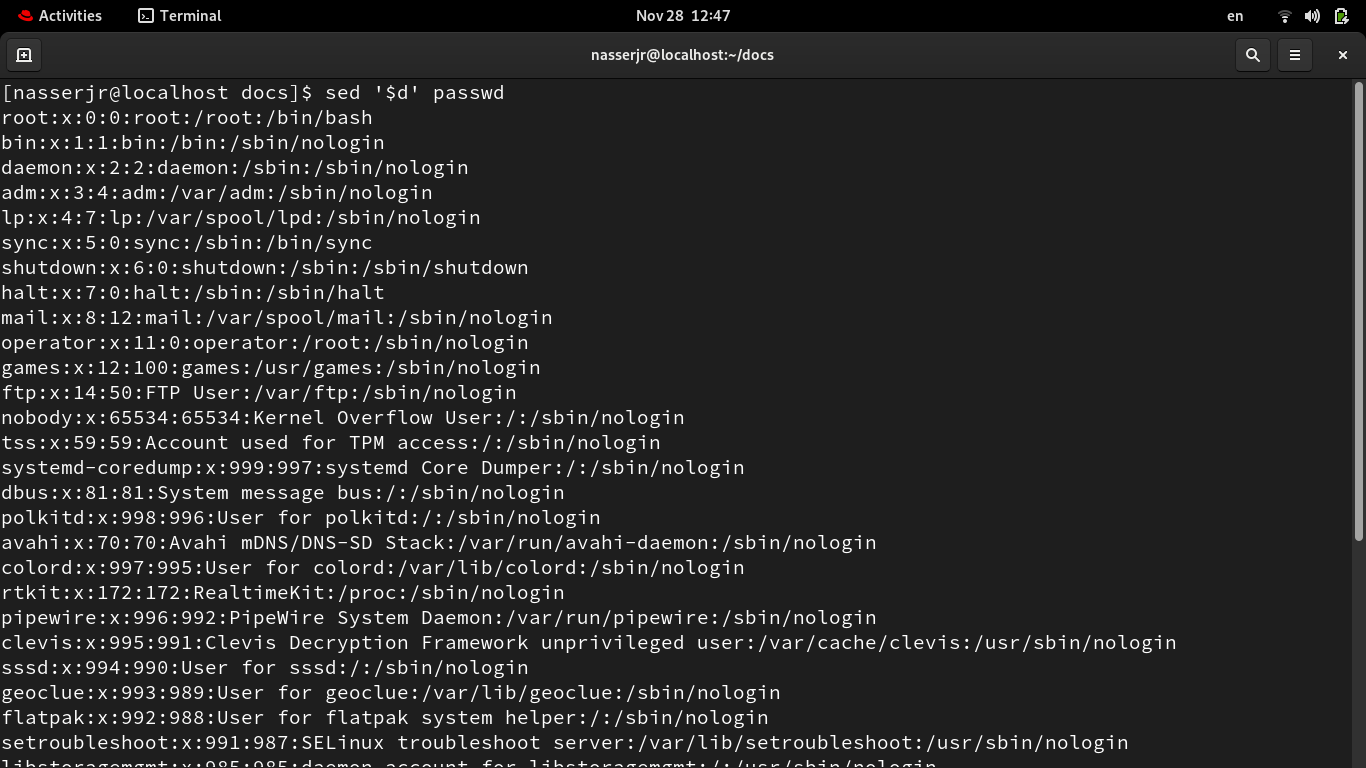 Activities Terminal Nov 28 12:47 en
nasserjr@localhost:~/docs
[nasserjr@localhost docs]$ sed '$d' passwd
root:x:0:0:root:/root:/bin/bash
bin:x:1:1:bin:/bin:/sbin/nologin
daemon:x:2:2:daemon:/sbin:/sbin/nologin
adm:x:3:4:adm:/var/adm:/sbin/nologin
lp:x:4:7:lp:/var/spool/lpd:/sbin/nologin
sync:x:5:0:sync:/sbin:/bin/sync
shutdown:x:6:0:shutdown:/sbin:/sbin/shutdown
halt:x:7:0:halt:/sbin:/sbin/halt
mail:x:8:12:mail:/var/spool/mail:/sbin/nologin
operator:x:11:0:operator:/root:/sbin/nologin
games:x:12:100:games:/usr/games:/sbin/nologin
ftp:x:14:50:FTP User:/var/ftp:/sbin/nologin
nobody:x:65534:65534:Kernel Overflow User:/:/sbin/nologin
tss:x:59:59:Account used for TPM access:/:/sbin/nologin
systemd-coredump:x:999:997:systemd Core Dumper:/:/sbin/nologin
dbus:x:81:81:System message bus:/:/sbin/nologin
polkitd:x:998:996:User for polkitd:/:/sbin/nologin
avahi:x:70:70:Avahi mDNS/DNS-SD Stack:/var/run/avahi-daemon:/sbin/nologin
colord:x:997:995:User for colord:/var/lib/colord:/sbin/nologin
rtkit:x:172:172:RealtimeKit:/proc:/sbin/nologin
pipewire:x:996:992:PipeWire System Daemon:/var/run/pipewire:/sbin/nologin
clevis:x:995:991:Clevis Decryption Framework unprivileged user:/var/cache/clevis:/usr/sbin/nologin
sssd:x:994:990:User for sssd:/:/sbin/nologin
geoclue:x:993:989:User for geoclue:/var/lib/geoclue:/sbin/nologin
flatpak:x:992:988:User for flatpak system helper:/:/sbin/nologin
setroubleshoot:x:991:987:SELinux troubleshoot server:/var/lib/setroubleshoot:/usr/sbin/nologin
libstoragemgmt:x:985:985:daemon account for libstoragemgmt:/:/usr/sbin/nologin